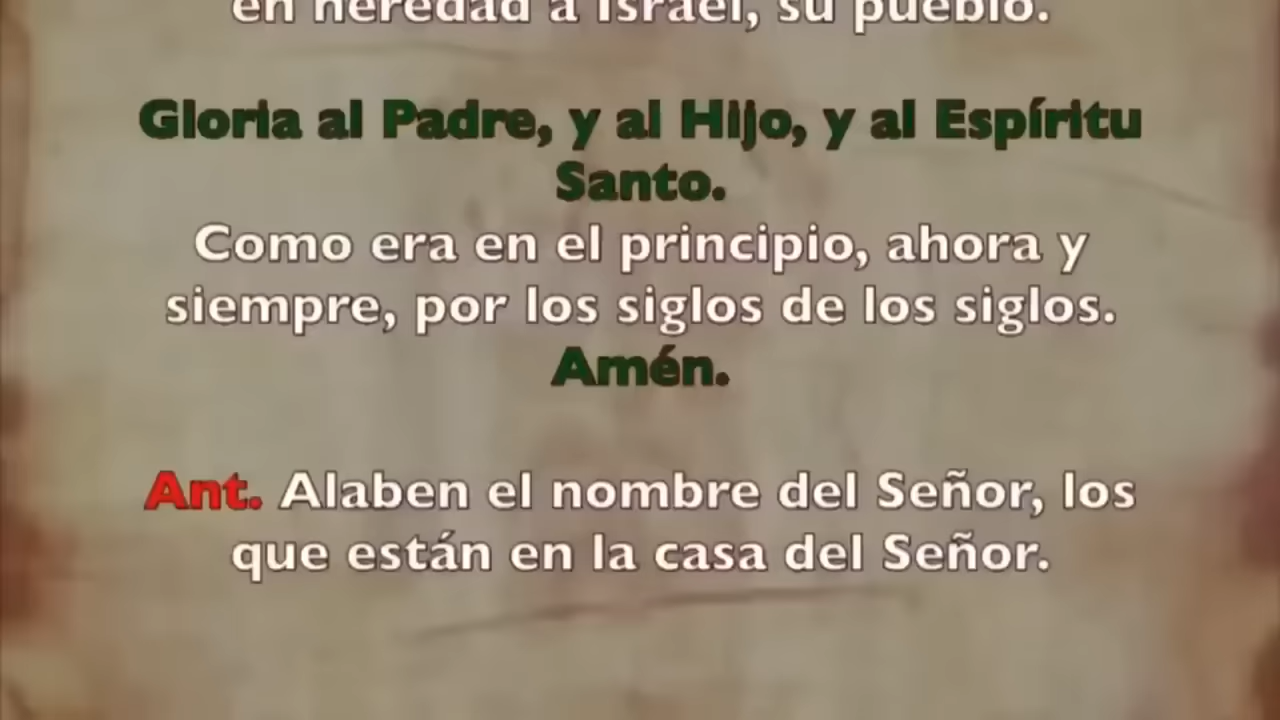 en heredad a Israel, su pueblo.
Gloria al Padre, y al Hijo, y al Espíritu
Santo.
Como era en el principio, ahora y
siempre, por los siglos de los siglos.
Amén.
Ant. Alaben el nombre del Señor, los
que están en la casa del Señor.